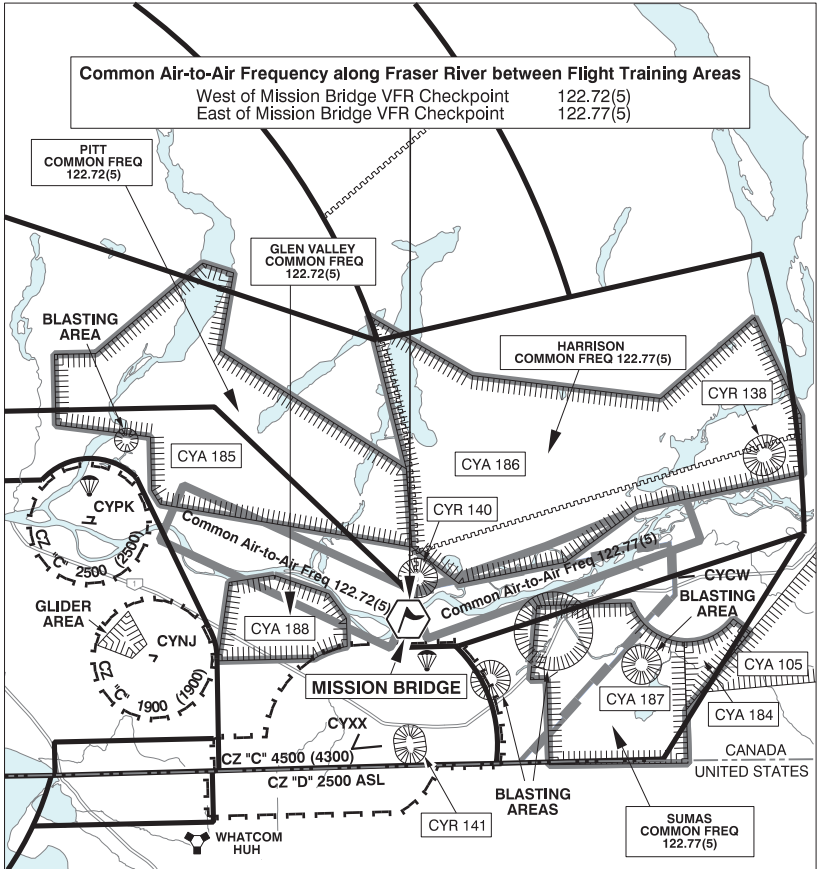 Common Air-to-Air Frequency along Fraser River between Flight Training Areas
West of Mission Bridge VFR Checkpoint 122.72(5)
East of Mission Bridge VFR Checkpoint 122.77(5)
PITT
COMMON FREQ
122.72(5)
GLEN VALLEY
COMMON FREQ
122.72(5)
BLASTING
AREA
HARRISON
COMMON FREQ 122.77(5)
CYR 138
CYA 185
CYA 186
CYPK
CZ "C" 2500 (2500)
CYR 140
Common Air-to-Air Freq 122.72(5)
Common Air-to-Air Freq 122.77(5)
1
CYCW
BLASTING
AREA
GLIDER
AREA
CYNJ
CZ "C" 1900 (1900)
CYA 188
MISSION BRIDGE
CYA 105
CYA 187
CYA 184
CYXX
CZ "C" 4500 (4300)
CZ "D" 2500 ASL
CANADA
UNITED STATES
BLASTING
AREAS
CYR 141
WHATCOM
HUH
SUMAS
COMMON FREQ
122.77(5)